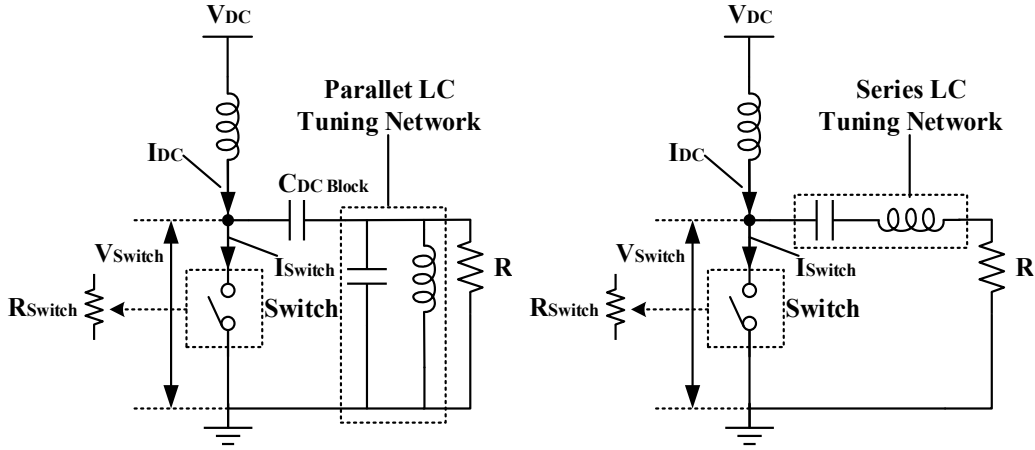 VDC
Parallet LC
Tuning Network
IDC
CDC Block
VSwitch
ISwitch
RSwitch
Switch
R
VDC
Series LC
Tuning Network
IDC
VSwitch
ISwitch
RSwitch
Switch
R